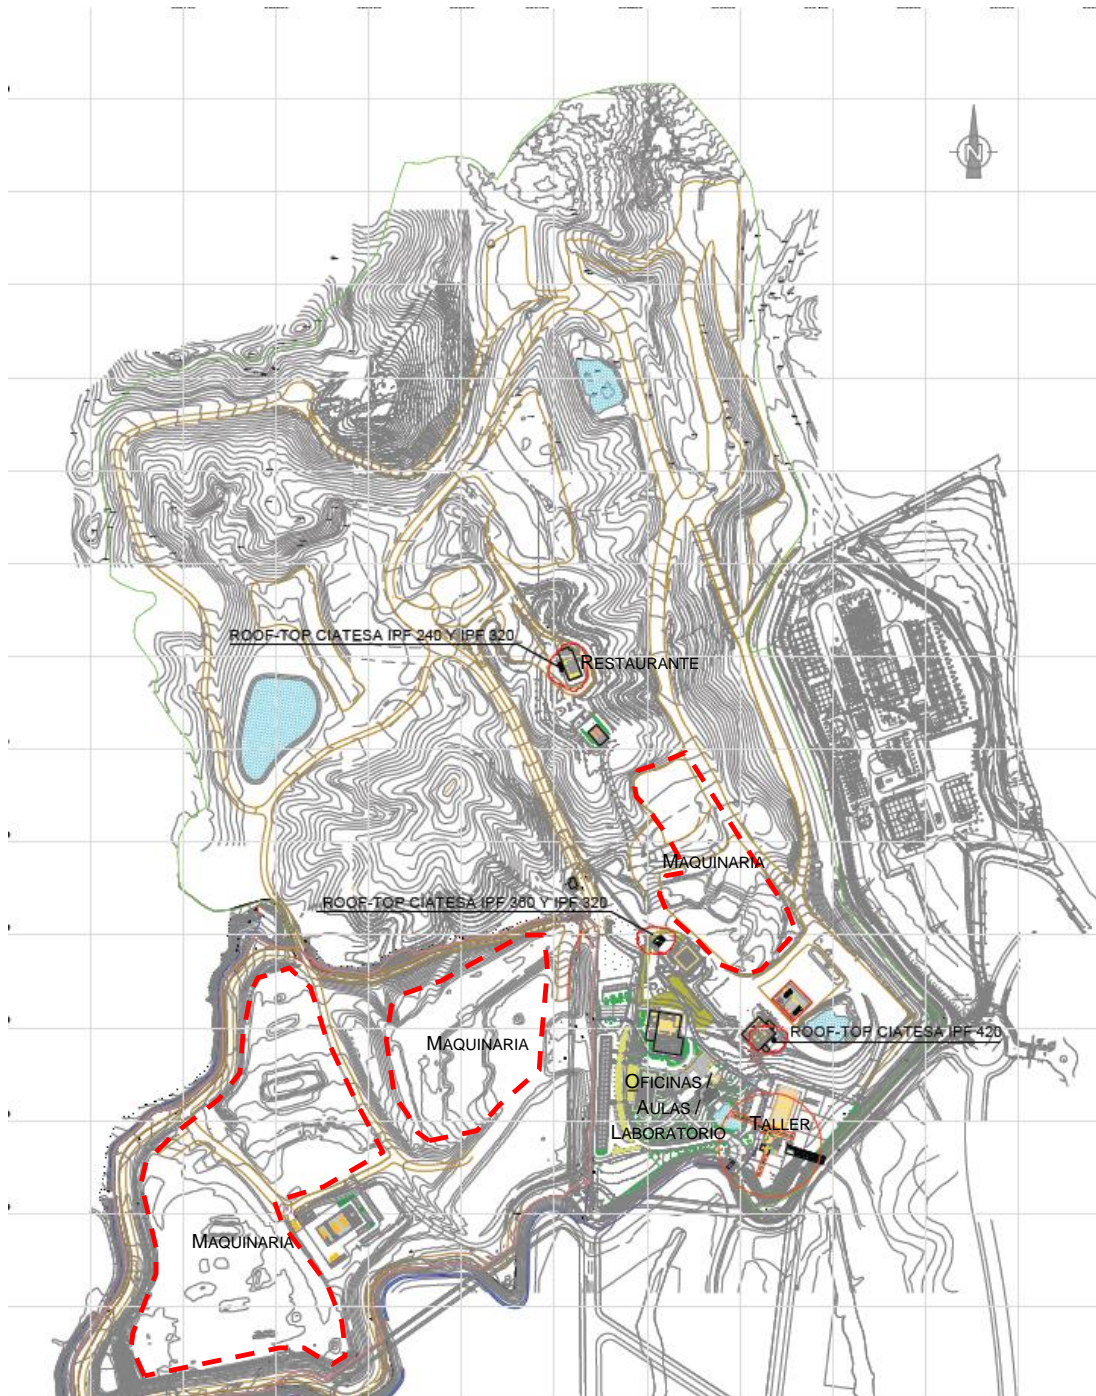 N
ROOF-TOP CIATESA IPF 240 Y IPF 320
RESTAURANTE
MAQUINARIA
ROOF-TOP CIATESA IPF 360 Y IPF 320
MAQUINARIA
ROOF-TOP CIATESA IPF 420
OFICINAS /
AULAS /
LABORATORIO
TALLER
MAQUINARIA